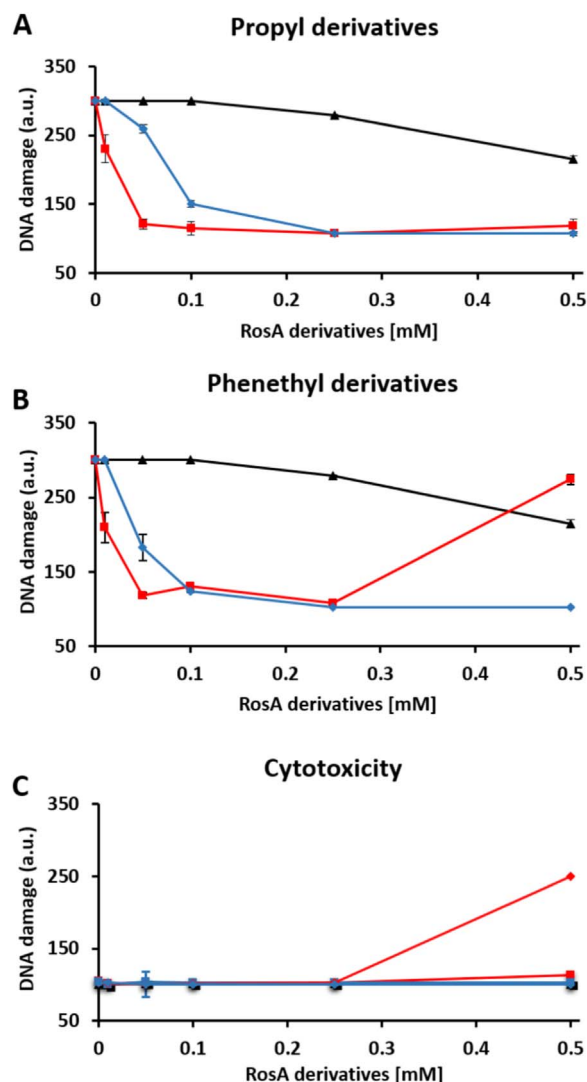 A
Propyl derivatives
DNA damage (a.u.)
350
250
150
50
0 0.1 0.2 0.3 0.4 0.5
RosA derivatives [mM]
B
Phenethyl derivatives
DNA damage (a.u.)
350
250
150
50
0 0.1 0.2 0.3 0.4 0.5
RosA derivatives [mM]
C
Cytotoxicity
DNA damage (a.u.)
350
250
150
50
0 0.1 0.2 0.3 0.4 0.5
RosA derivatives [mM]